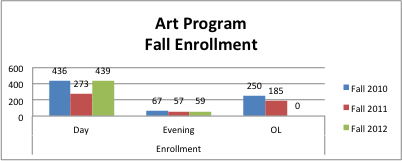 Art Program
Fall Enrollment
600
400
200
0
436
273
439
67
57
59
250
185
0
Day
Evening
OL
Enrollment
Fall 2010
Fall 2011
Fall 2012